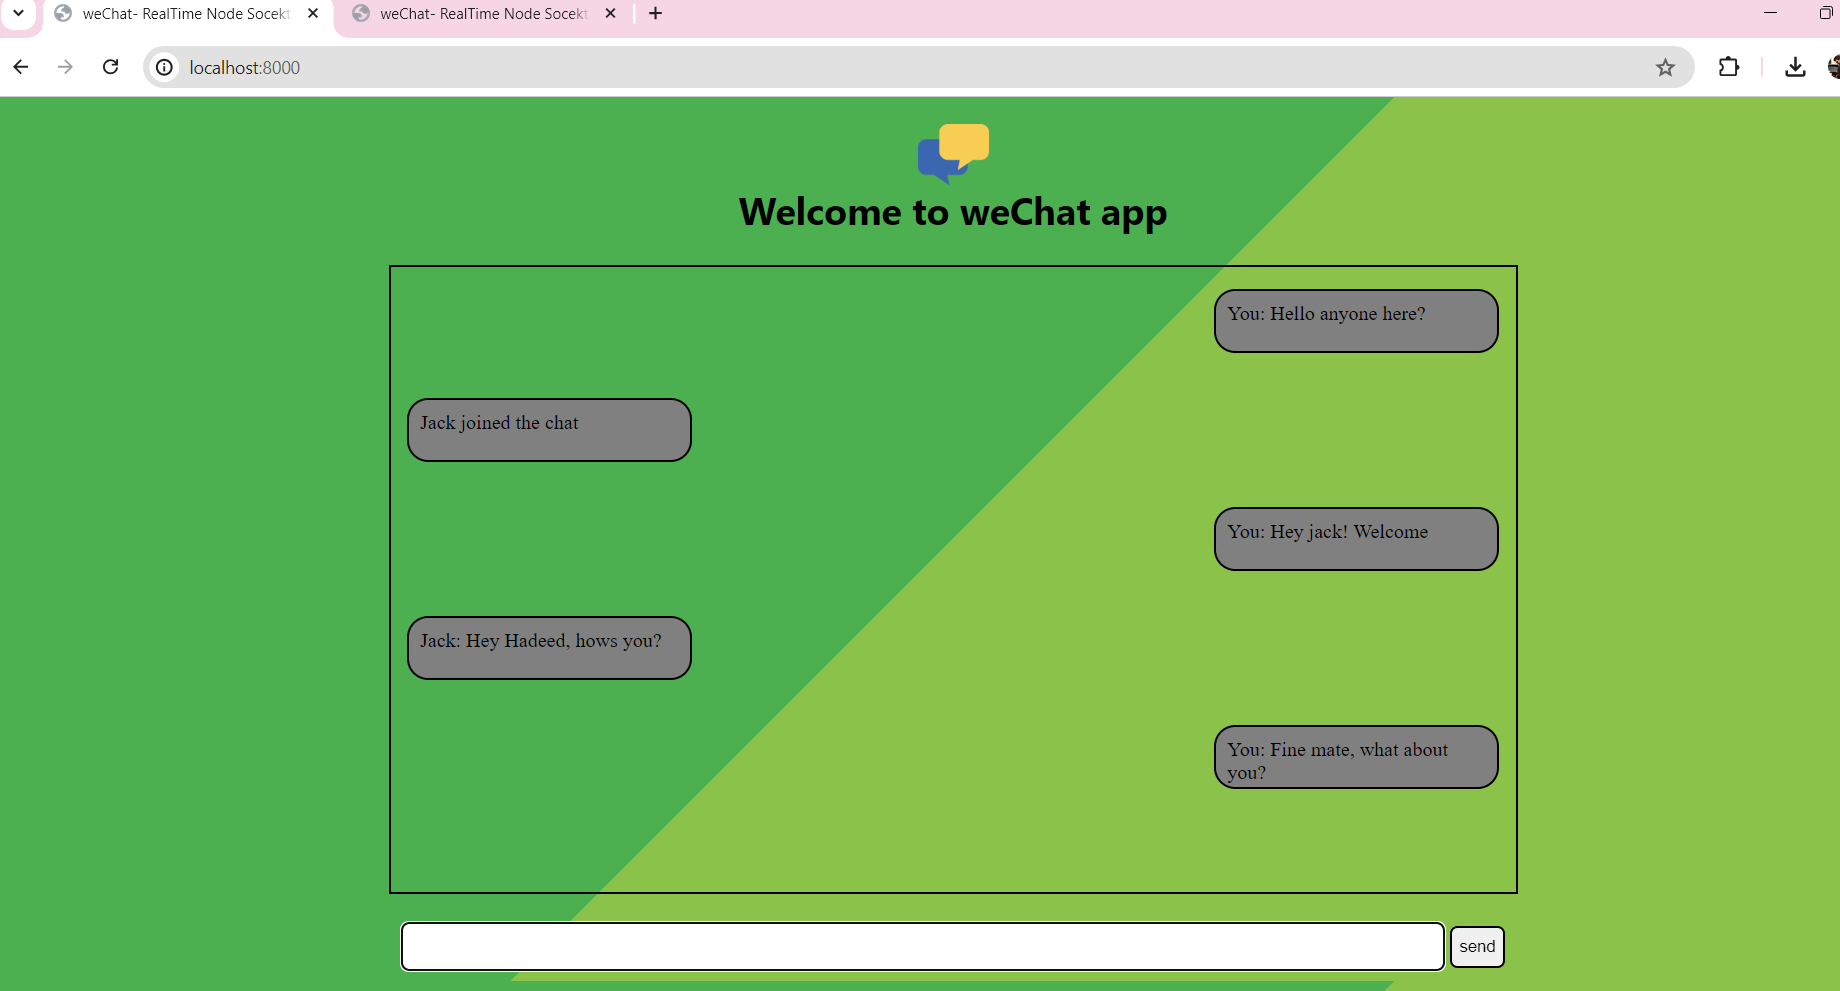 weChat- RealTime Node Socekt
weChat- RealTime Node Socekt
localhost:8000
Welcome to weChat app
You: Hello anyone here?
Jack joined the chat
You: Hey jack! Welcome
Jack: Hey Hadeed, hows you?
You: Fine mate, what about
you?
send